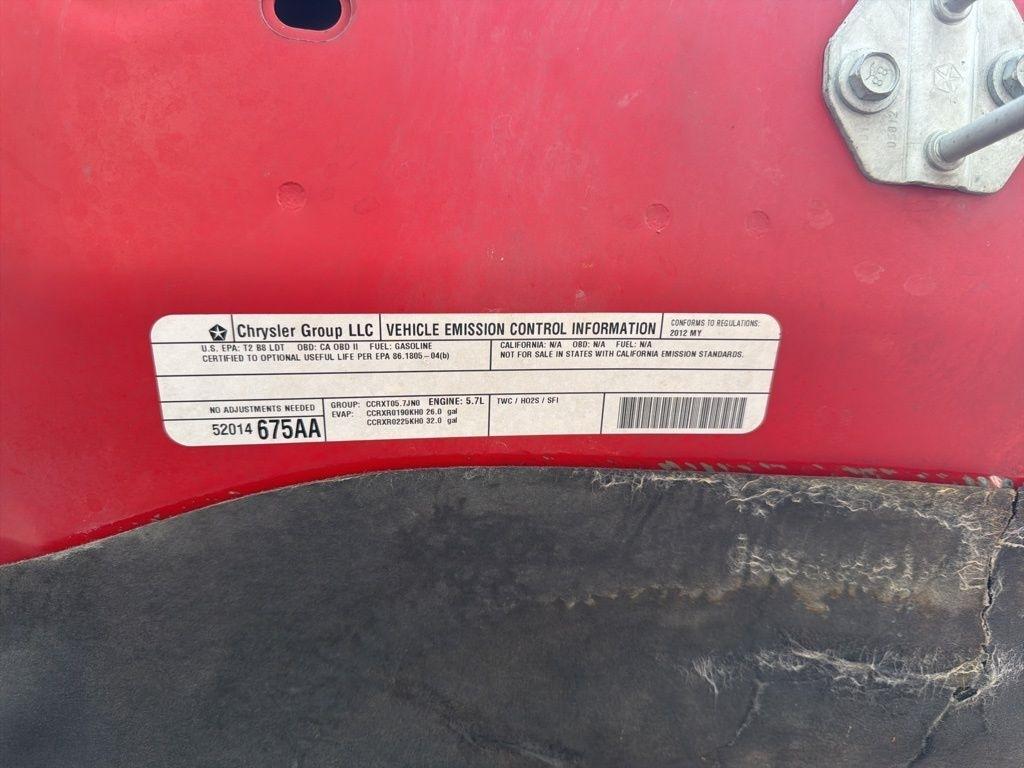 Chrysler Group LLC
VEHICLE EMISSION CONTROL INFORMATION
CONFORMS TO REGULATIONS:
2012 MY
U.S. EPA: T2 B8 LDT OBD: CA OBD II FUEL: GASOLINE
CERTIFIED TO OPTIONAL USEFUL LIFE PER EPA 86.1805-04(b)
CALIFORNIA: N/A OBD: N/A FUEL: N/A
NOT FOR SALE IN STATES WITH CALIFORNIA EMISSION STANDARDS.
NO ADJUSTMENTS NEEDED
52014 675AA
GROUP: CCRXT05.7JN0 ENGINE: 5.7L
EVAP: CCRXR0190KH0 26.0 gal
CCRXR0225KH0 32.0 gal
TWC / HO2S / SFI